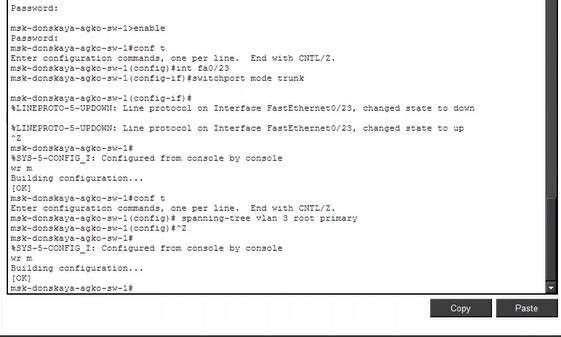 Password:
msk-donskaya-agko-sw-1>enable
Password:
msk-donskaya-agko-sw-1#conf t
Enter configuration commands, one per line.  End with CNTL/Z.
msk-donskaya-agko-sw-1(config)#int fa0/23
msk-donskaya-agko-sw-1(config-if)#switchport mode trunk
msk-donskaya-agko-sw-1(config-if)#
%LINEPROTO-5-UPDOWN: Line protocol on Interface FastEthernet0/23, changed state to down
%LINEPROTO-5-UPDOWN: Line protocol on Interface FastEthernet0/23, changed state to up
^Z
msk-donskaya-agko-sw-1#
%SYS-5-CONFIG_I: Configured from console by console
wr m
Building configuration...
[OK]
msk-donskaya-agko-sw-1#conf t
Enter configuration commands, one per line.  End with CNTL/Z.
msk-donskaya-agko-sw-1(config)# spanning-tree vlan 3 root primary
msk-donskaya-agko-sw-1(config)#^Z
msk-donskaya-agko-sw-1#
%SYS-5-CONFIG_I: Configured from console by console
wr m
Building configuration...
[OK]
msk-donskaya-agko-sw-1#
Copy Paste